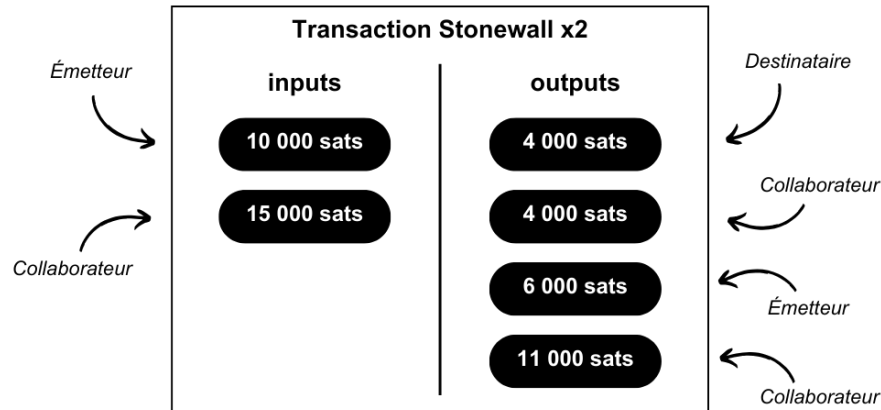 Transaction Stonewall x2
Émetteur
Destinataire
inputs
outputs
10 000 sats
4 000 sats
Collaborateur
15 000 sats
4 000 sats
Collaborateur
6 000 sats
Émetteur
11 000 sats
Collaborateur